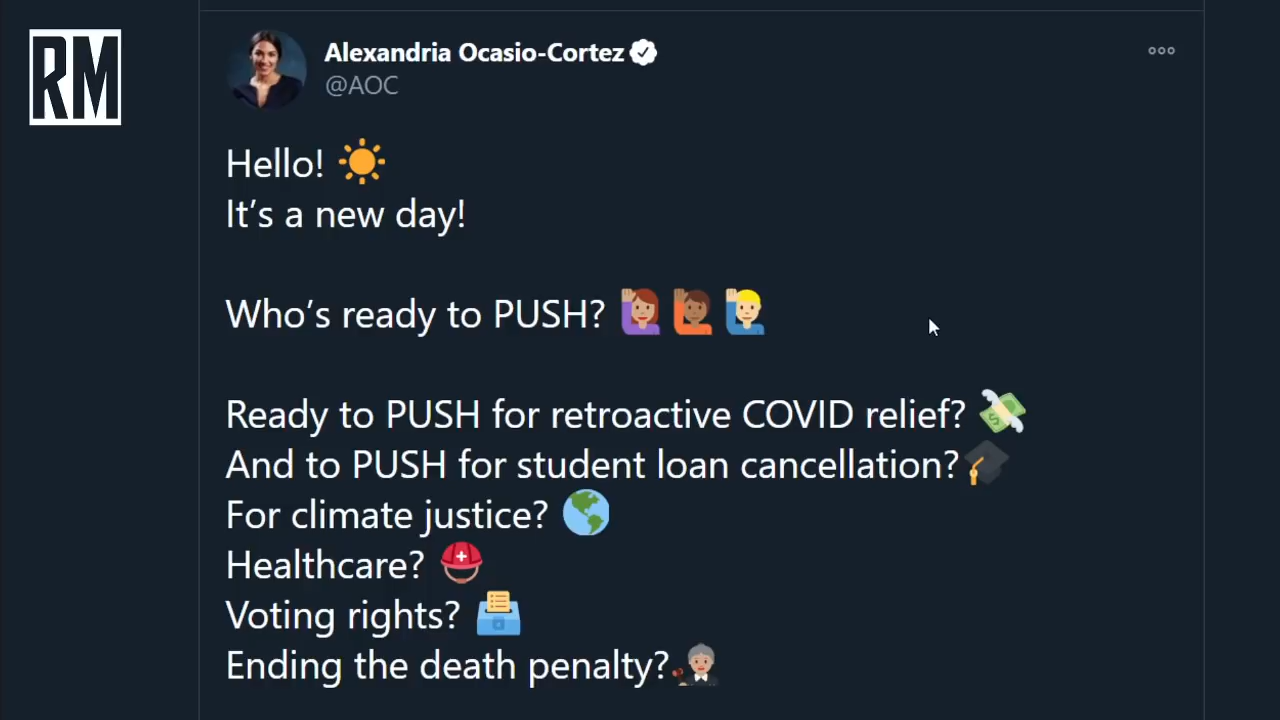 RM
Alexandria Ocasio-Cortez
@AOC
Hello! ☀️
It's a new day!
Who's ready to PUSH? 🙋🏽‍♀️🙋🏾🙋🏼‍♂️
Ready to PUSH for retroactive COVID relief? 💸
And to PUSH for student loan cancellation?🎓
For climate justice? 🌎
Healthcare? ⛑
Voting rights? 🗳
Ending the death penalty?👩🏽‍⚖️